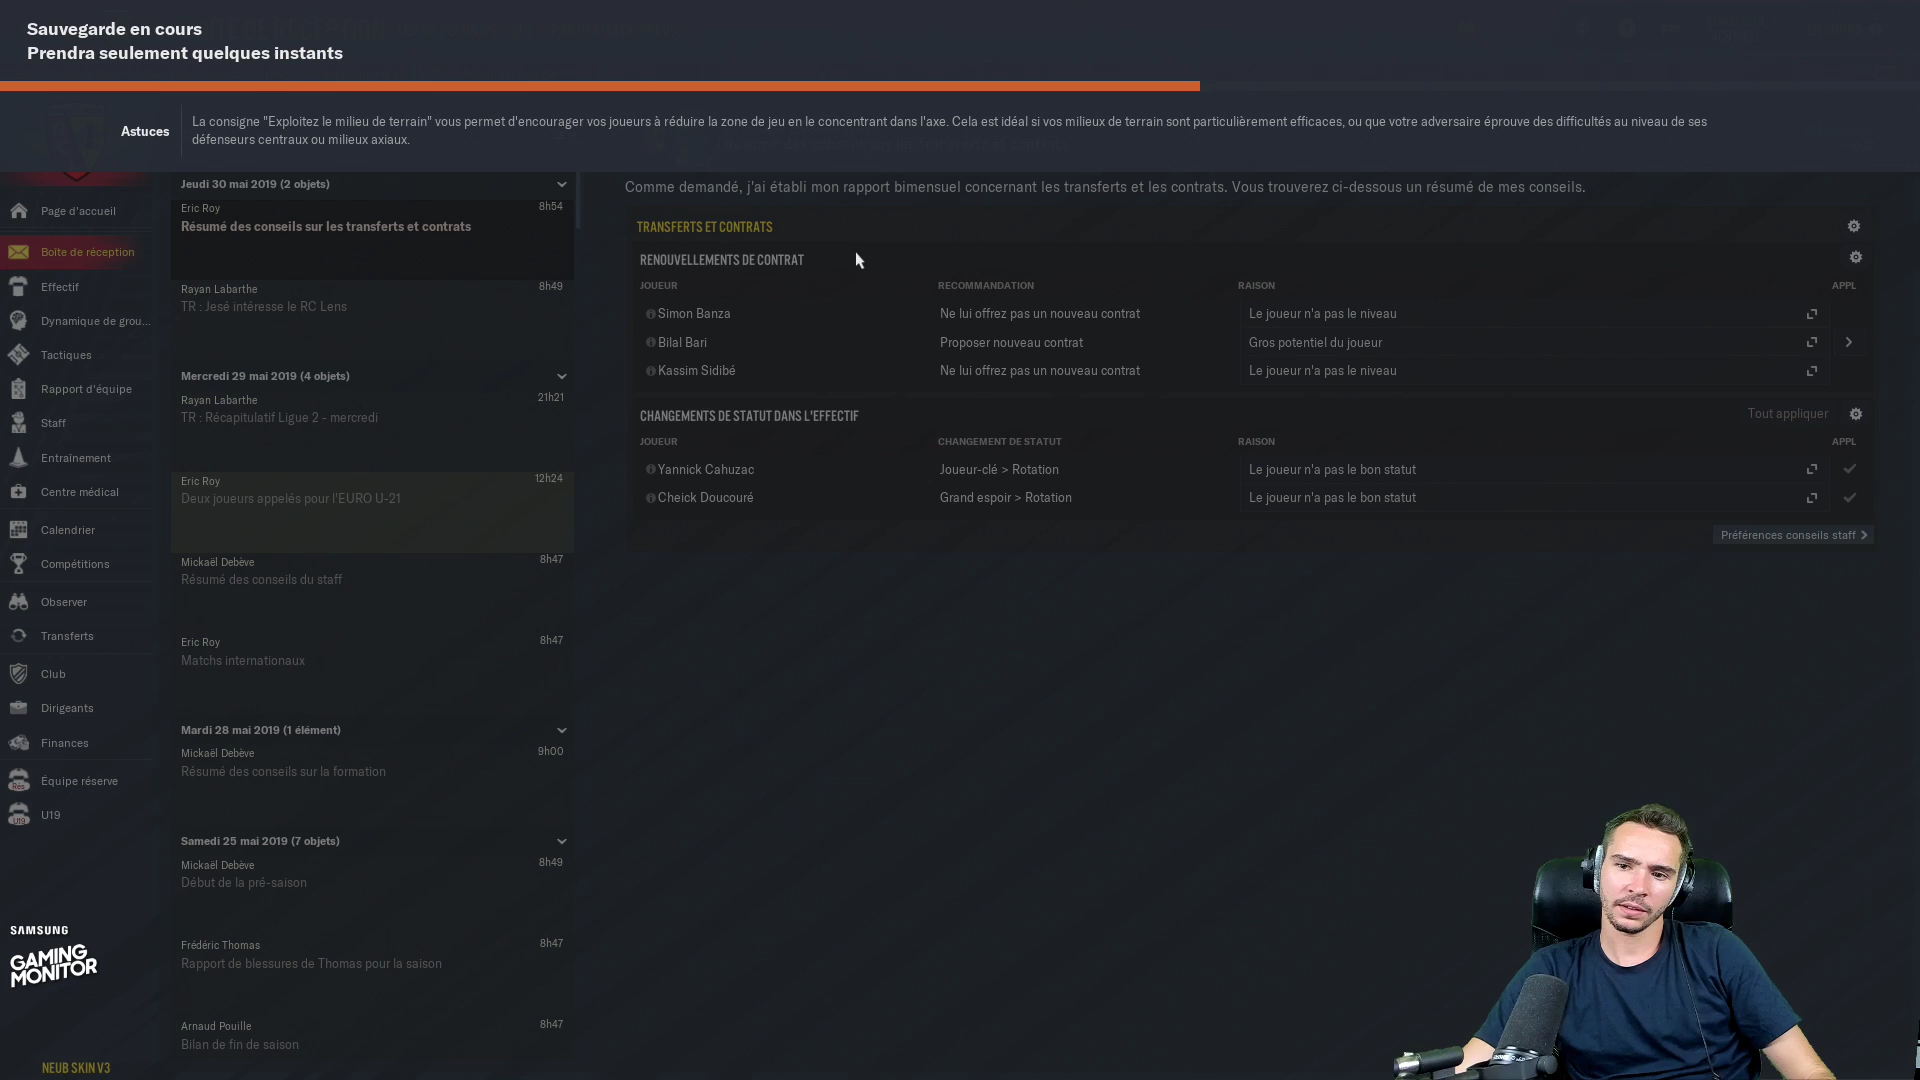 Sauvegarde en cours
Prendra seulement quelques instants
Astuces
La consigne "Exploitez le milieu de terrain" vous permet d'encourager vos joueurs à réduire la zone de jeu en le concentrant dans l'axe. Cela est idéal si vos milieux de terrain sont particulièrement efficaces, ou que votre adversaire éprouve des difficultés au niveau de ses
défenseurs centraux ou milieux axiaux.
Page d'accueil
Boîte de réception
Effectif
Dynamique de grou...
Tactiques
Rapport d'équipe
Staff
Entraînement
Centre médical
Calendrier
Compétitions
Observer
Transferts
Club
Dirigeants
Finances
Équipe réserve
U19
SAMSUNG
GAMING
MONITOR
NEUB SKIN V3
Jeudi 30 mai 2019 (2 objets)
Eric Roy 8h54
Résumé des conseils sur les transferts et contrats
Rayan Labarthe 8h49
TR : Jesé intéresse le RC Lens
Mercredi 29 mai 2019 (4 objets)
Rayan Labarthe 21h21
TR : Récapitulatif Ligue 2 - mercredi
Eric Roy 12h24
Deux joueurs appelés pour l'EURO U-21
Mickaël Debève 8h47
Résumé des conseils du staff
Eric Roy 8h47
Matchs internationaux
Mardi 28 mai 2019 (1 élément)
Mickaël Debève 9h00
Résumé des conseils sur la formation
Samedi 25 mai 2019 (7 objets)
Mickaël Debève 8h49
Début de la pré-saison
Frédéric Thomas 8h47
Rapport de blessures de Thomas pour la saison
Arnaud Pouille 8h47
Bilan de fin de saison
Comme demandé, j'ai établi mon rapport bimensuel concernant les transferts et les contrats. Vous trouverez ci-dessous un résumé de mes conseils.
TRANSFERTS ET CONTRATS
RENOUVELLEMENTS DE CONTRAT
JOUEUR RECOMMANDATION RAISON APPL
Simon Banza Ne lui offrez pas un nouveau contrat Le joueur n'a pas le niveau
Bilal Bari Proposer nouveau contrat Gros potentiel du joueur
Kassim Sidibé Ne lui offrez pas un nouveau contrat Le joueur n'a pas le niveau
CHANGEMENTS DE STATUT DANS L'EFFECTIF Tout appliquer
JOUEUR CHANGEMENT DE STATUT RAISON APPL
Yannick Cahuzac Joueur-clé > Rotation Le joueur n'a pas le bon statut
Cheick Doucouré Grand espoir > Rotation Le joueur n'a pas le bon statut
Préférences conseils staff